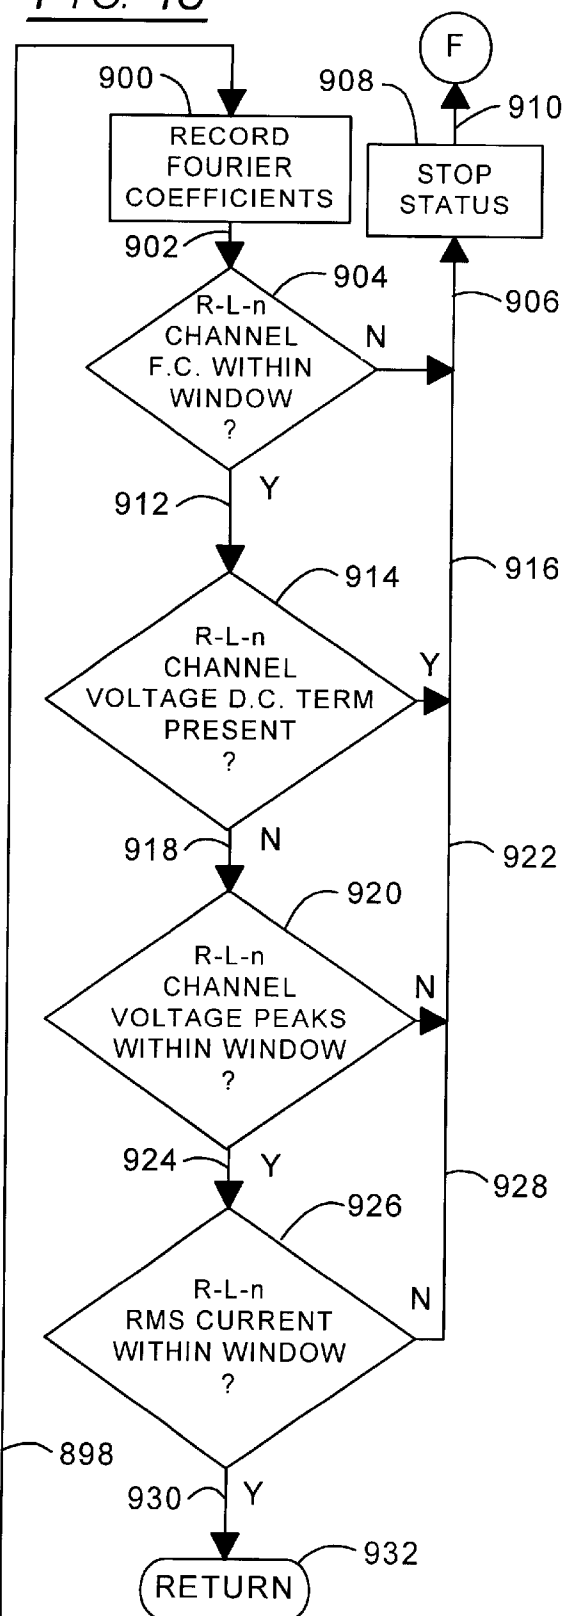 F
900
908
910
RECORD
FOURIER
COEFFICIENTS
STOP
STATUS
902
904
906
R-L-n
CHANNEL
F.C. WITHIN
WINDOW
?
N
912
Y
914
916
R-L-n
CHANNEL
VOLTAGE D.C. TERM
PRESENT
?
Y
918
N
920
922
R-L-n
CHANNEL
VOLTAGE PEAKS
WITHIN WINDOW
?
N
924
Y
926
928
R-L-n
RMS CURRENT
WITHIN WINDOW
?
N
898
930
Y
932
RETURN